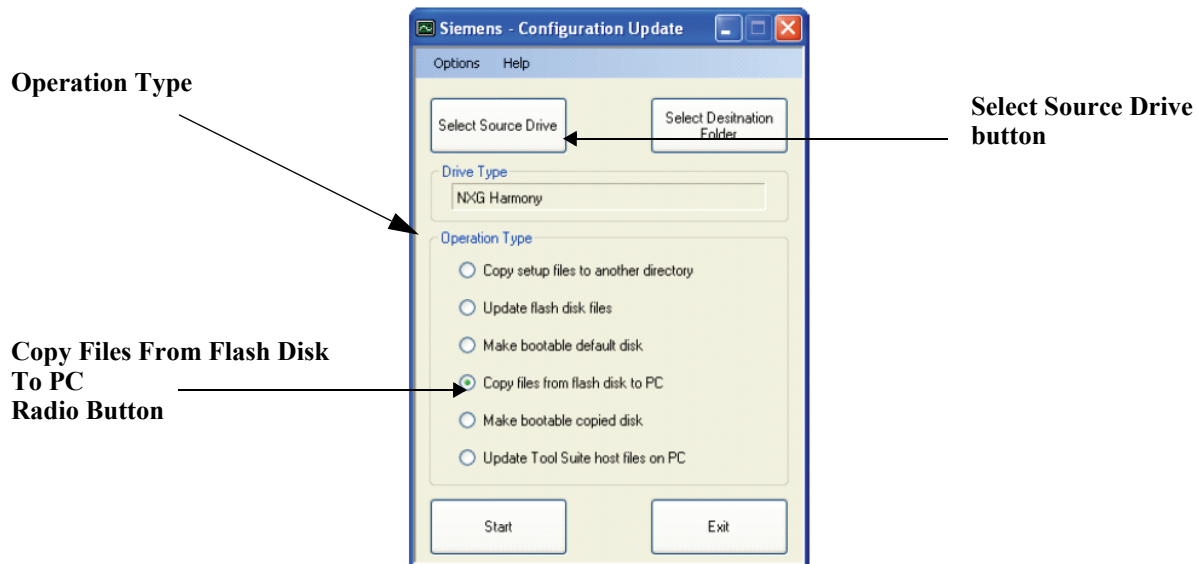 Siemens - Configuration Update
Options Help
Operation Type
Select Source Drive
Select Desitnation
Folder
Select Source Drive
button
Drive Type
NXG Harmony
Operation Type
Copy setup files to another directory
Update flash disk files
Make bootable default disk
Copy Files From Flash Disk
To PC
Radio Button
Copy files from flash disk to PC
Make bootable copied disk
Update Tool Suite host files on PC
Start
Exit